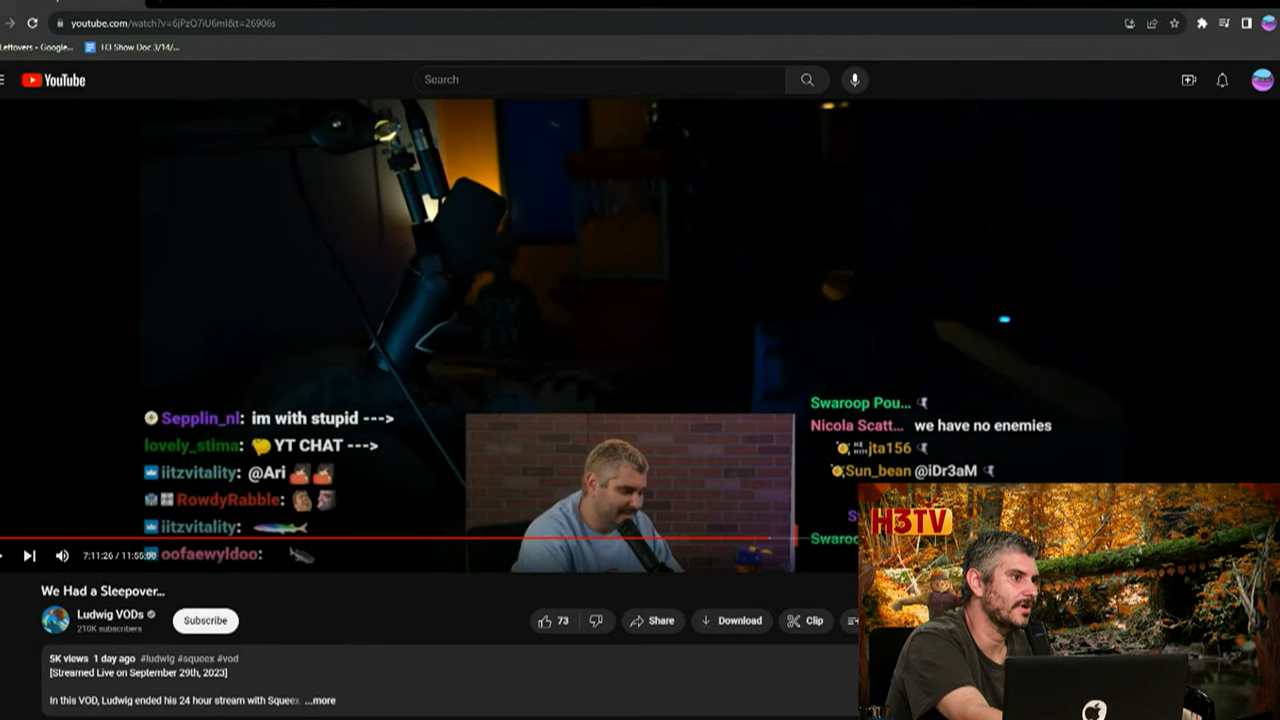 youtube.com/watch?v=6jPzQ7iU6mI&t=26906s
Leftovers - Google...
H3 Show Doc 3/14/...
YouTube
Search
Sepplin_nl: im with stupid --->
lovely_stima: YT CHAT --->
iitzvitality: @Ari
RowdyRabble:
iitzvitality:
oofaewyldoo:
Swaroop Pou...
Nicola Scatt... we have no enemies
HE HIM jta156
Sun_bean @iDr3aM
S
Swaroo
H3TV
7:11:26 / 11:55:00
We Had a Sleepover...
Ludwig VODs
210K subscribers
Subscribe
73
Share
Download
Clip
5K views 1 day ago #ludwig #squeex #vod
[Streamed Live on September 29th, 2023]
In this VOD, Ludwig ended his 24 hour stream with Squeex ...more